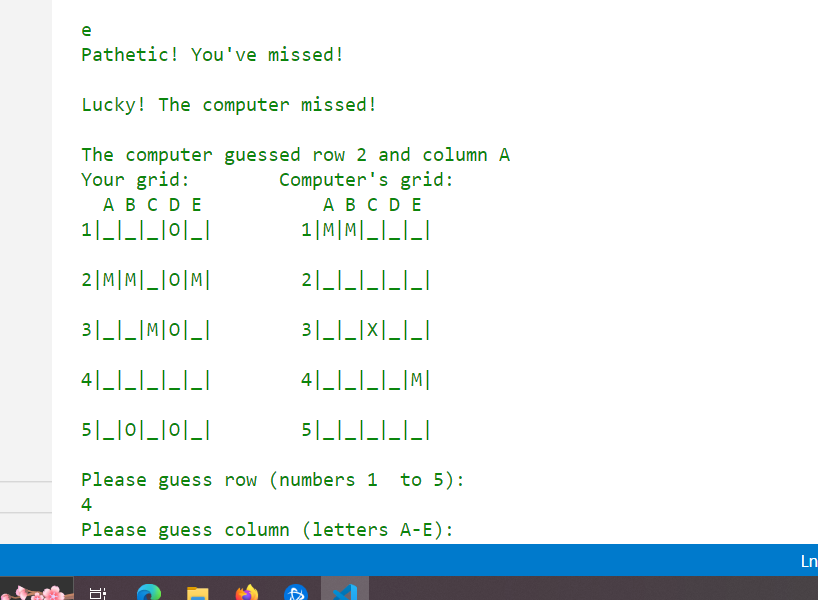 e
Pathetic! You've missed!
Lucky! The computer missed!
The computer guessed row 2 and column A
Your grid:        Computer's grid:
  A B C D E           A B C D E
1|_|_|_|O|_|        1|M|M|_|_|_|
2|M|M|_|O|M|        2|_|_|_|_|_|
3|_|_|M|O|_|        3|_|_|X|_|_|
4|_|_|_|_|_|        4|_|_|_|_|M|
5|_|O|_|O|_|        5|_|_|_|_|_|
Please guess row (numbers 1  to 5):
4
Please guess column (letters A-E):
Ln